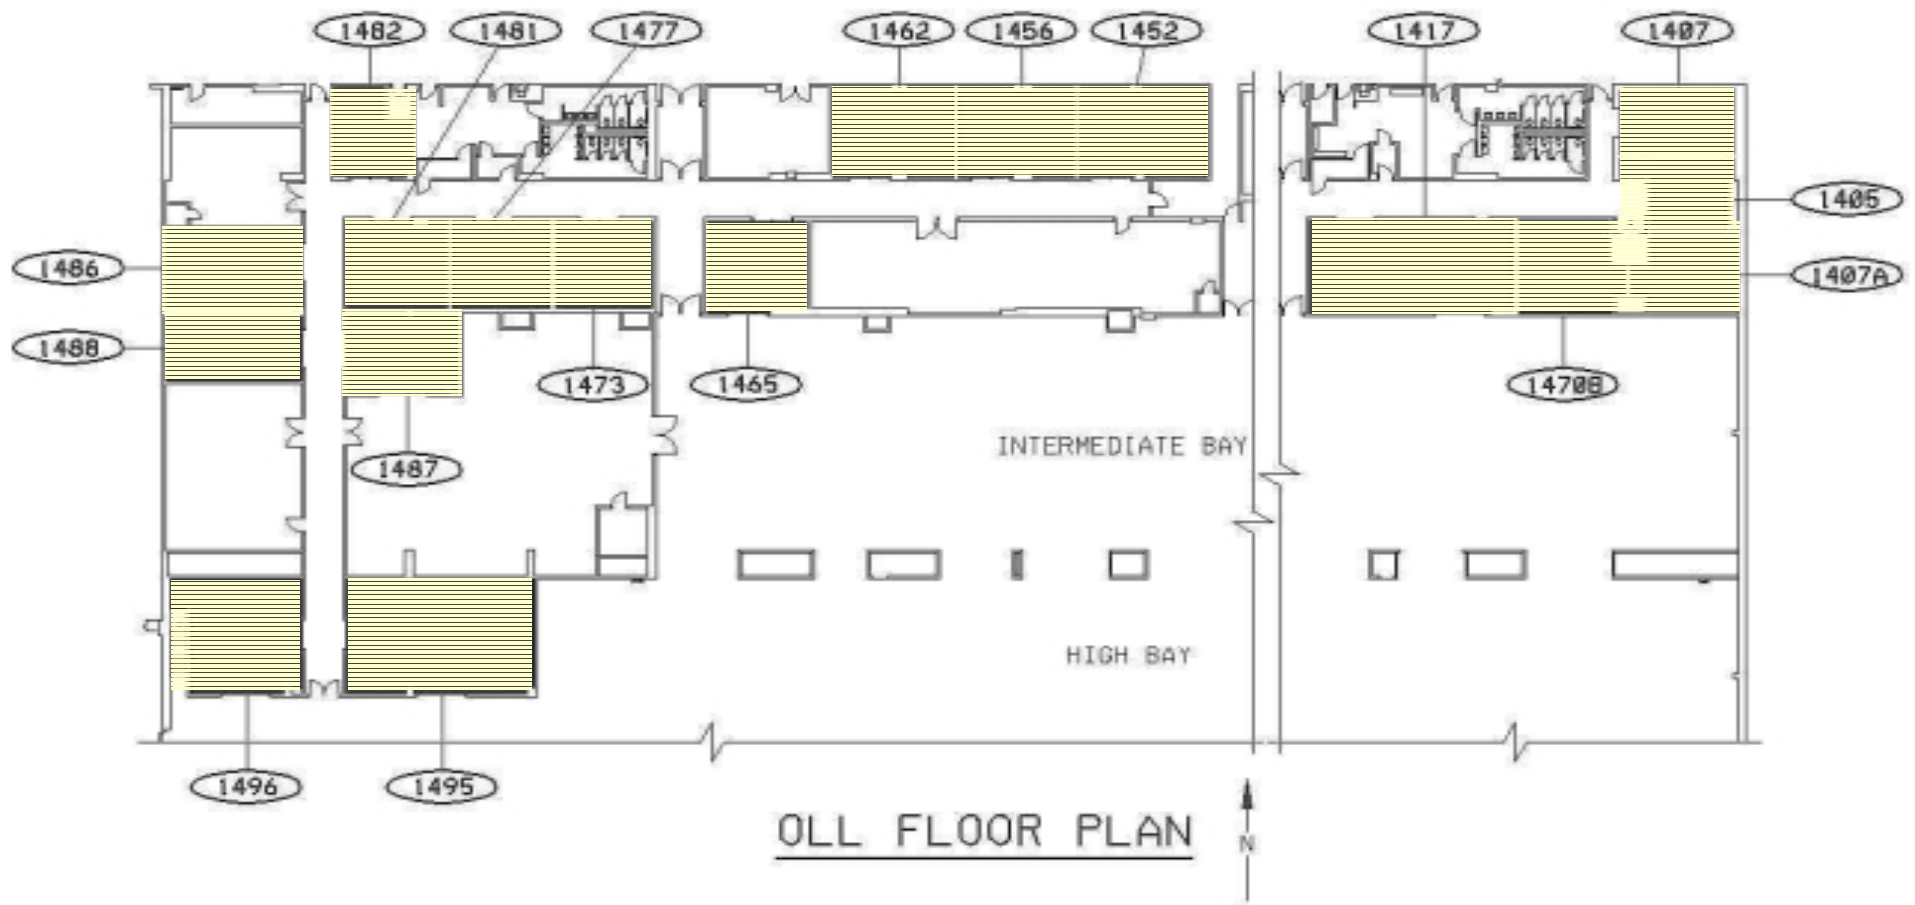 1482 1481 1477 1462 1456 1452 1417 1407
1405
1486 1407A
1488 1473 1465 1470B
INTERMEDIATE BAY
1487
HIGH BAY
1496 1495
OLL FLOOR PLAN
N